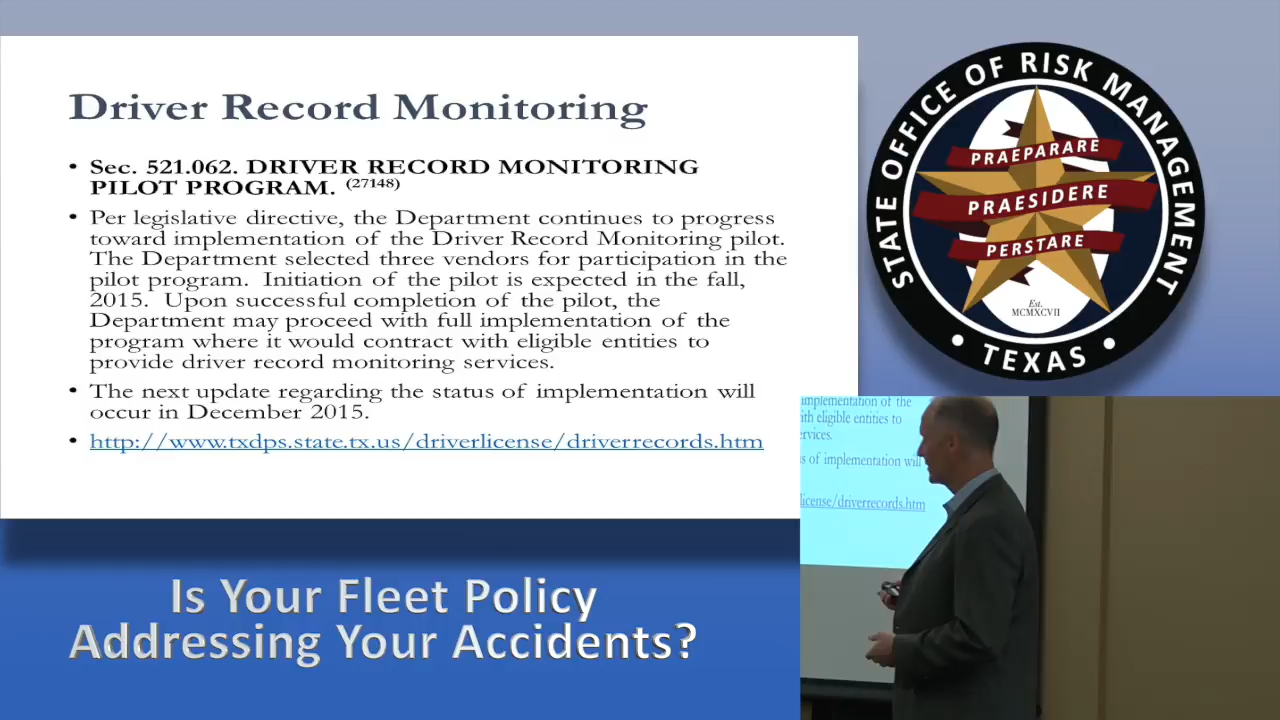 Driver Record Monitoring
• Sec. 521.062. DRIVER RECORD MONITORING
PILOT PROGRAM. (27148)
• Per legislative directive, the Department continues to progress
toward implementation of the Driver Record Monitoring pilot.
The Department selected three vendors for participation in the
pilot program. Initiation of the pilot is expected in the fall,
2015. Upon successful completion of the pilot, the
Department may proceed with full implementation of the
program where it would contract with eligible entities to
provide driver record monitoring services.
• The next update regarding the status of implementation will
occur in December 2015.
• http://www.txdps.state.tx.us/driverlicense/driverrecords.htm
STATE OFFICE OF RISK MANAGEMENT
PRAEPARARE
PRAESIDERE
PERSTARE
Est.
MCMXCVII
• TEXAS •
implementation of the
ith eligible entities to
ervices.
s of implementation will
license/driverrecords.htm
Is Your Fleet Policy
Addressing Your Accidents?